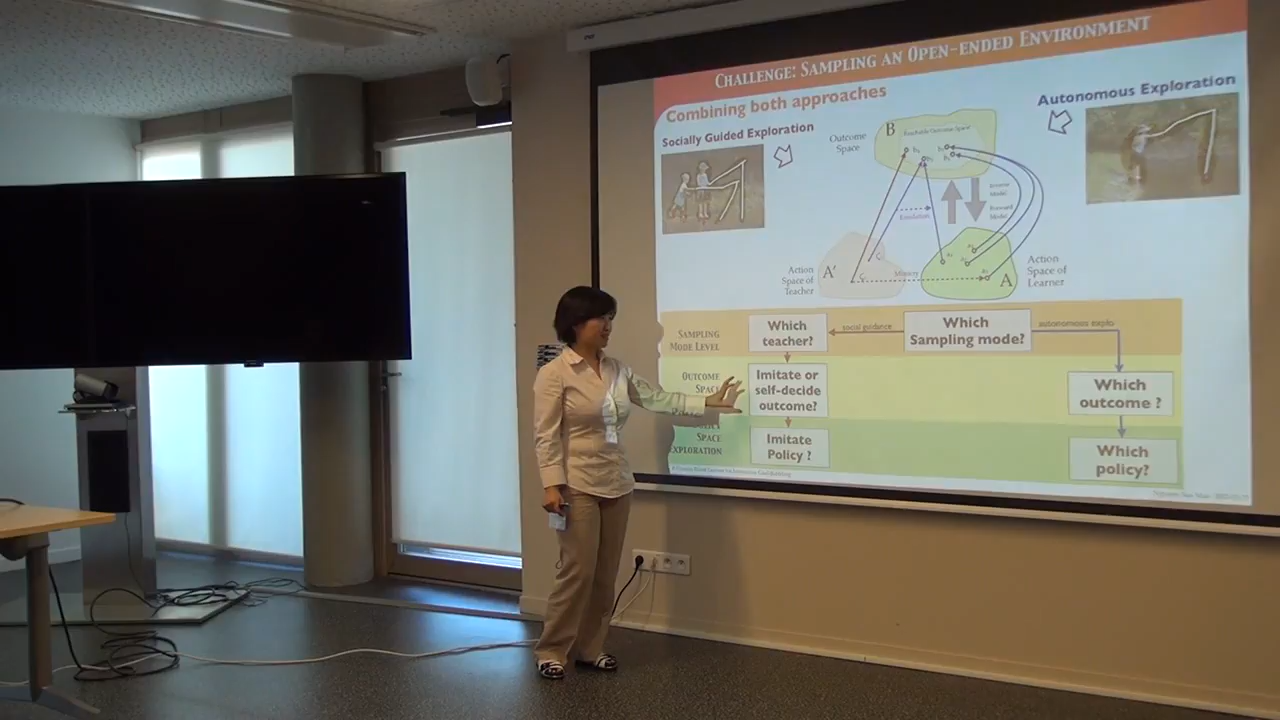 CHALLENGE: SAMPLING AN OPEN-ENDED ENVIRONMENT
Combining both approaches
Socially Guided Exploration
Autonomous Exploration
Outcome
Space
B
Reachable Outcome Space
Inverse
Model
Forward
Model
Emulation
Mimicry
Action
Space of
Teacher
A'
A
Action
Space of
Learner
SAMPLING
MODE LEVEL
Which
teacher?
social guidance
Which
Sampling mode?
autonomous explo
OUTCOME
SPACE
Imitate or
self-decide
outcome?
Which
outcome ?
SPACE
EXPLORATION
Imitate
Policy ?
Which
policy?